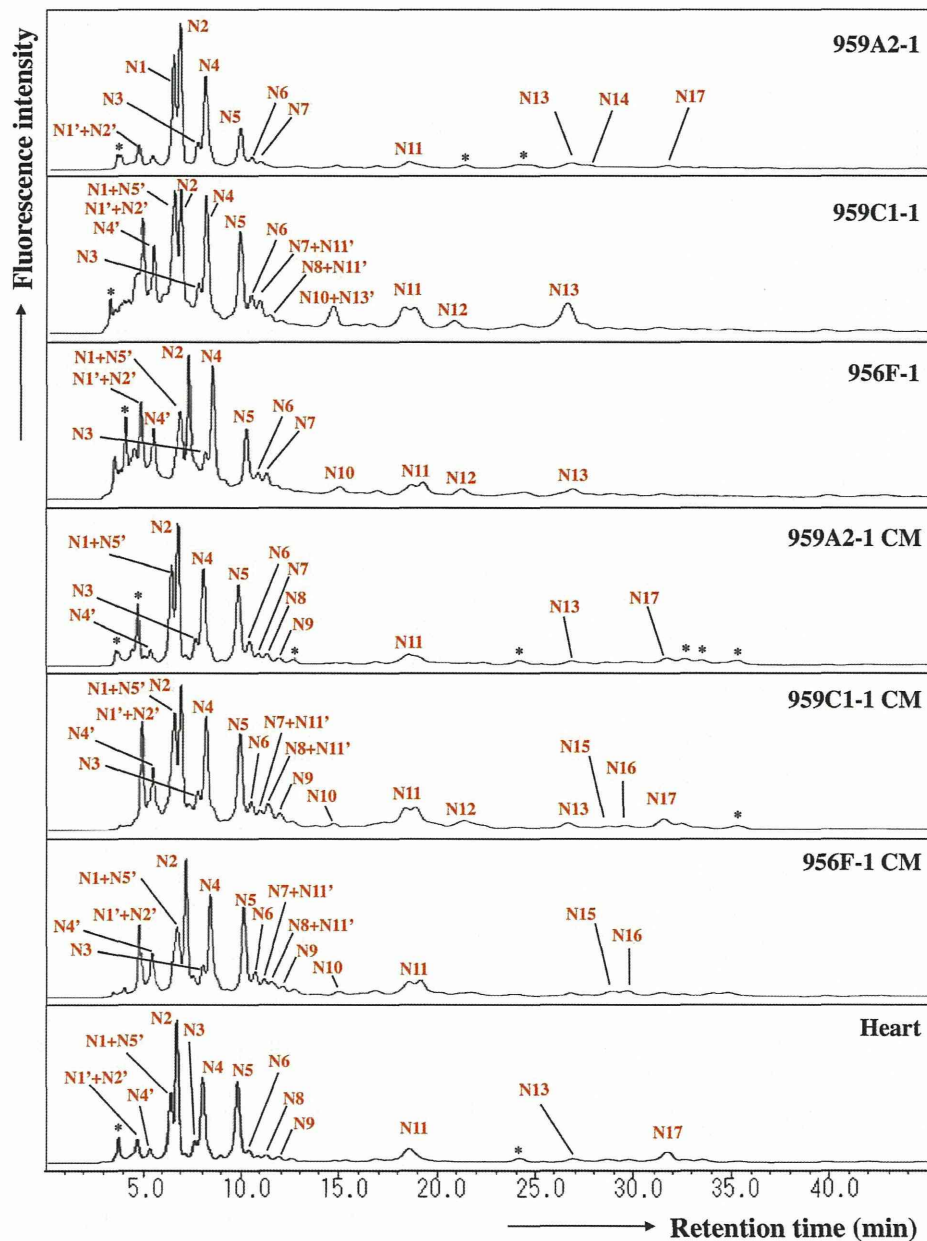 Fluorescence intensity
959A2-1
N2
N1
N4
N3
N6
N5
N7
N1’+N2’
*
N11
*
*
N13
N14
N17
959C1-1
N2
N1+N5’
N4
N1’+N2’
N4’
N5
N6
N3
N7+N11’
N8+N11’
*
N10+N13’
N11
N12
N13
956F-1
N2
N4
N1+N5’
N1’+N2’
*
N4’
N6
N5
N7
N3
N10
N11
N12
N13
959A2-1 CM
N2
N1+N5’
N4
N6
N5
N7
N3
*
N8
N4’
N9
*
*
N11
*
N13
N17
*
*
*
959C1-1 CM
N1+N5’
N2
N1’+N2’
N4
N7+N11’
N4’
N5
N6
N8+N11’
N3
N9
N10
N11
N12
N15
N16
N13
N17
*
956F-1 CM
N2
N1+N5’
N4
N7+N11’
N1’+N2’
N5
N6
N8+N11’
N4’
N3
N9
N10
N11
N15
N16
Heart
N2
N3
N1+N5’
N4
N5
N6
N1’+N2’
N4’
N8
*
N9
N11
*
N13
N17
5.0
10.0
15.0
20.0
25.0
30.0
35.0
40.0
Retention time (min)